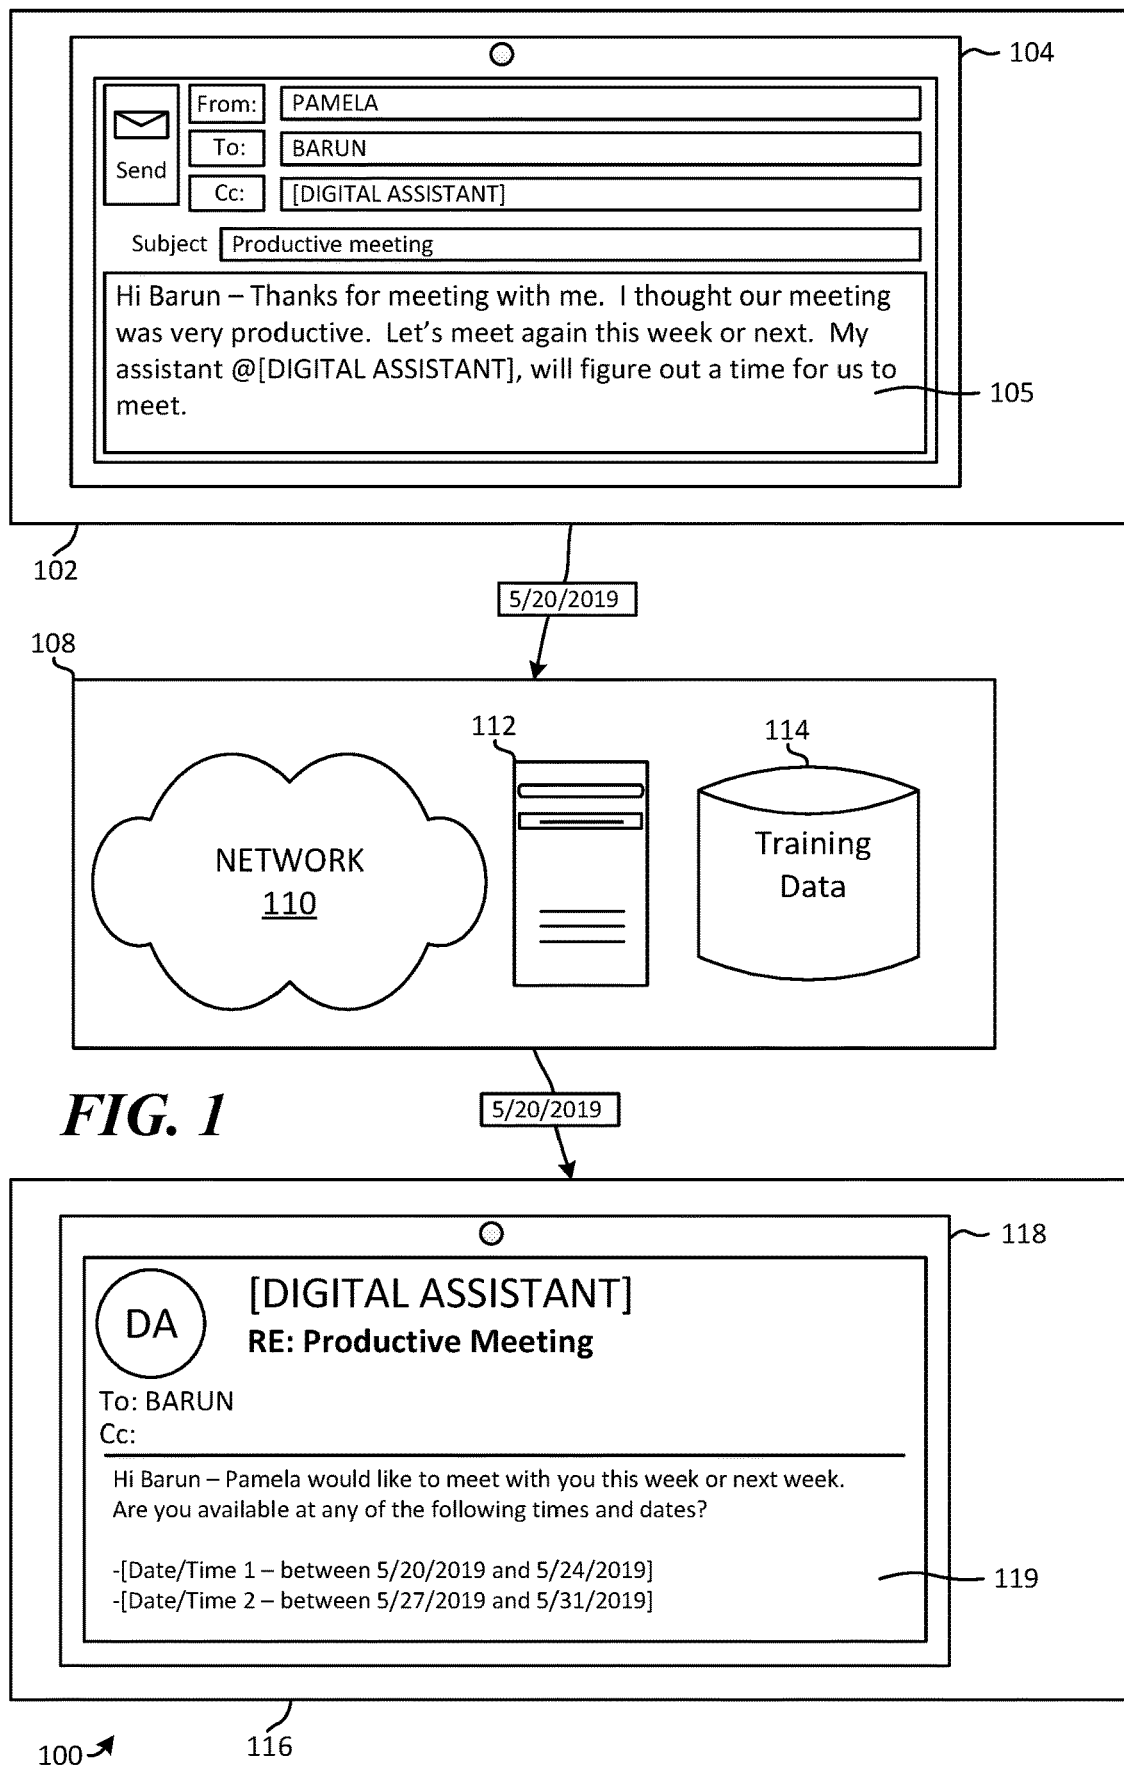 104
From:
PAMELA
To:
BARUN
Send
Cc:
[DIGITAL ASSISTANT]
Subject
Productive meeting
Hi Barun – Thanks for meeting with me.  I thought our meeting
was very productive.  Let's meet again this week or next.  My
assistant @[DIGITAL ASSISTANT], will figure out a time for us to
meet.
105
102
5/20/2019
108
112
114
NETWORK
110
Training
Data
FIG. 1
5/20/2019
118
DA
[DIGITAL ASSISTANT]
RE: Productive Meeting
To: BARUN
Cc:
Hi Barun – Pamela would like to meet with you this week or next week.
Are you available at any of the following times and dates?
-[Date/Time 1 – between 5/20/2019 and 5/24/2019]
-[Date/Time 2 – between 5/27/2019 and 5/31/2019]
119
100
116